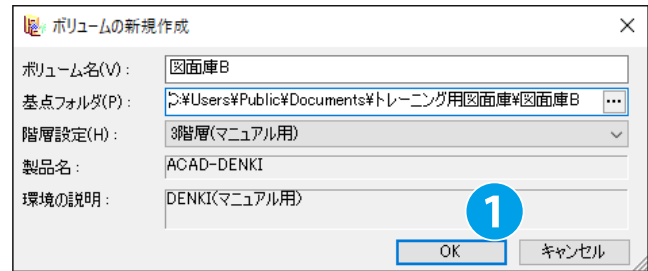 ボリュームの新規作成
ボリューム名(V)： 図面庫B
基点フォルダ(P)： C:¥Users¥Public¥Documents¥トレーニング用図面庫¥図面庫B ...
階層設定(H)： 3階層(マニュアル用)
製品名： ACAD-DENKI
環境の説明： DENKI(マニュアル用)
1
OK キャンセル